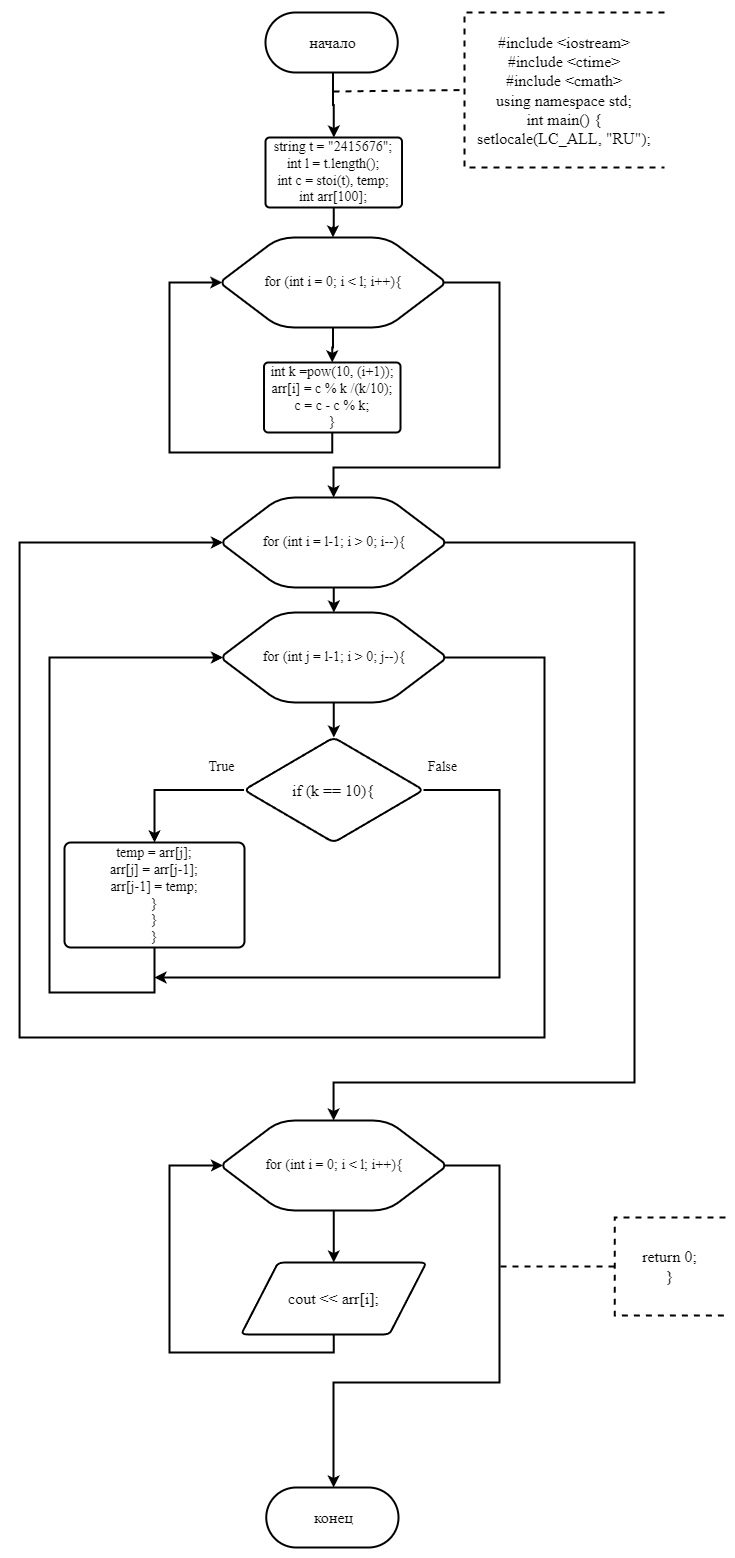 начало
#include <iostream>
#include <ctime>
#include <cmath>
using namespace std;
int main() {
setlocale(LC_ALL, "RU");
string t = "2415676";
int l = t.length();
int c = stoi(t), temp;
int arr[100];
for (int i = 0; i < l; i++){
int k =pow(10, (i+1));
arr[i] = c % k /(k/10);
c = c - c % k;
}
for (int i = l-1; i > 0; i--){
for (int j = l-1; i > 0; j--){
True
False
if (k == 10){
temp = arr[j];
arr[j] = arr[j-1];
arr[j-1] = temp;
}
}
}
for (int i = 0; i < l; i++){
return 0;
}
cout << arr[i];
конец